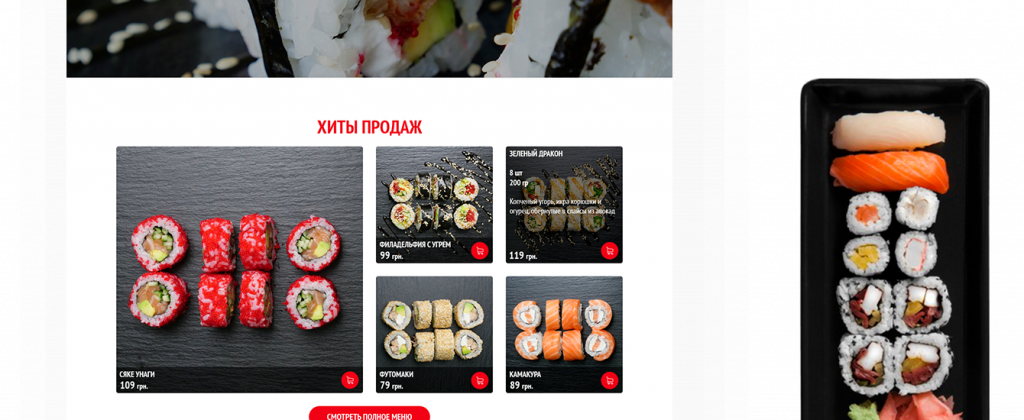 ХИТЫ ПРОДАЖ
ЗЕЛЕНЫЙ ДРАКОН
8 шт
200 гр
Копченый угорь, икра корюшки и
огурец, обернутые в слайсы из авокадо
ФИЛАДЕЛЬФИЯ С УГРЕМ
99 грн.
119 грн.
СЯКЕ УНАГИ
109 грн.
ФУТОМАКИ
79 грн.
КАМАКУРА
89 грн.
СМОТРЕТЬ ПОЛНОЕ МЕНЮ